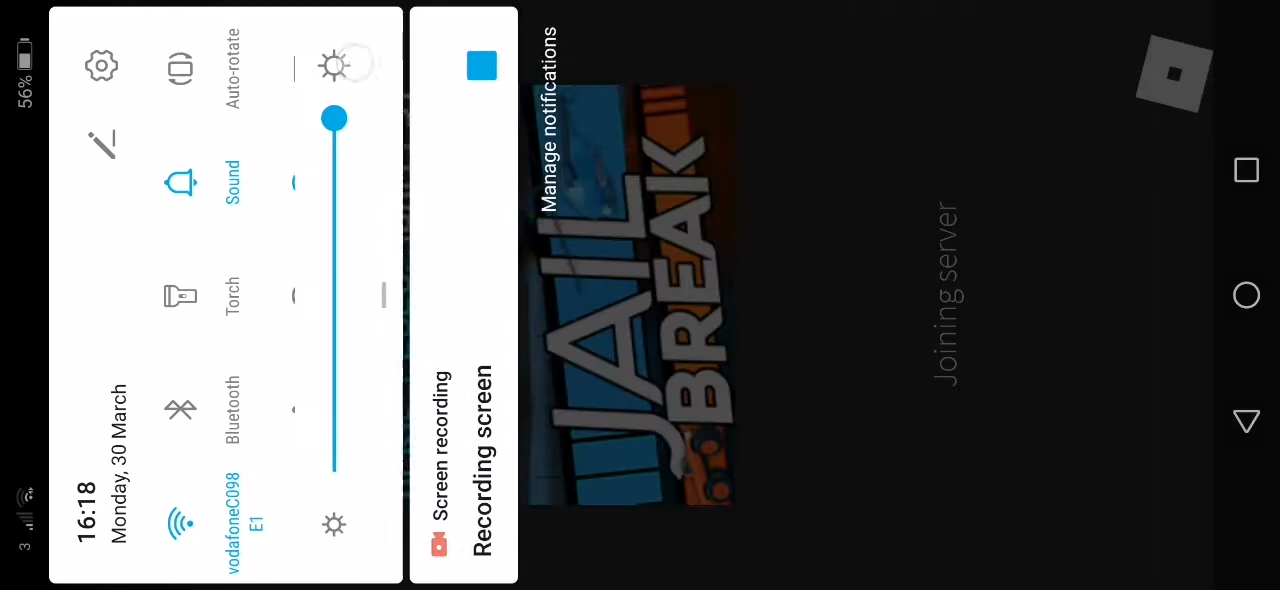 3
56%
16:18
Monday, 30 March
vodafoneC098
E1
Bluetooth
Torch
Sound
Auto-rotate
Screen recording
Recording screen
Manage notifications
JAIL
BREAK
Joining server